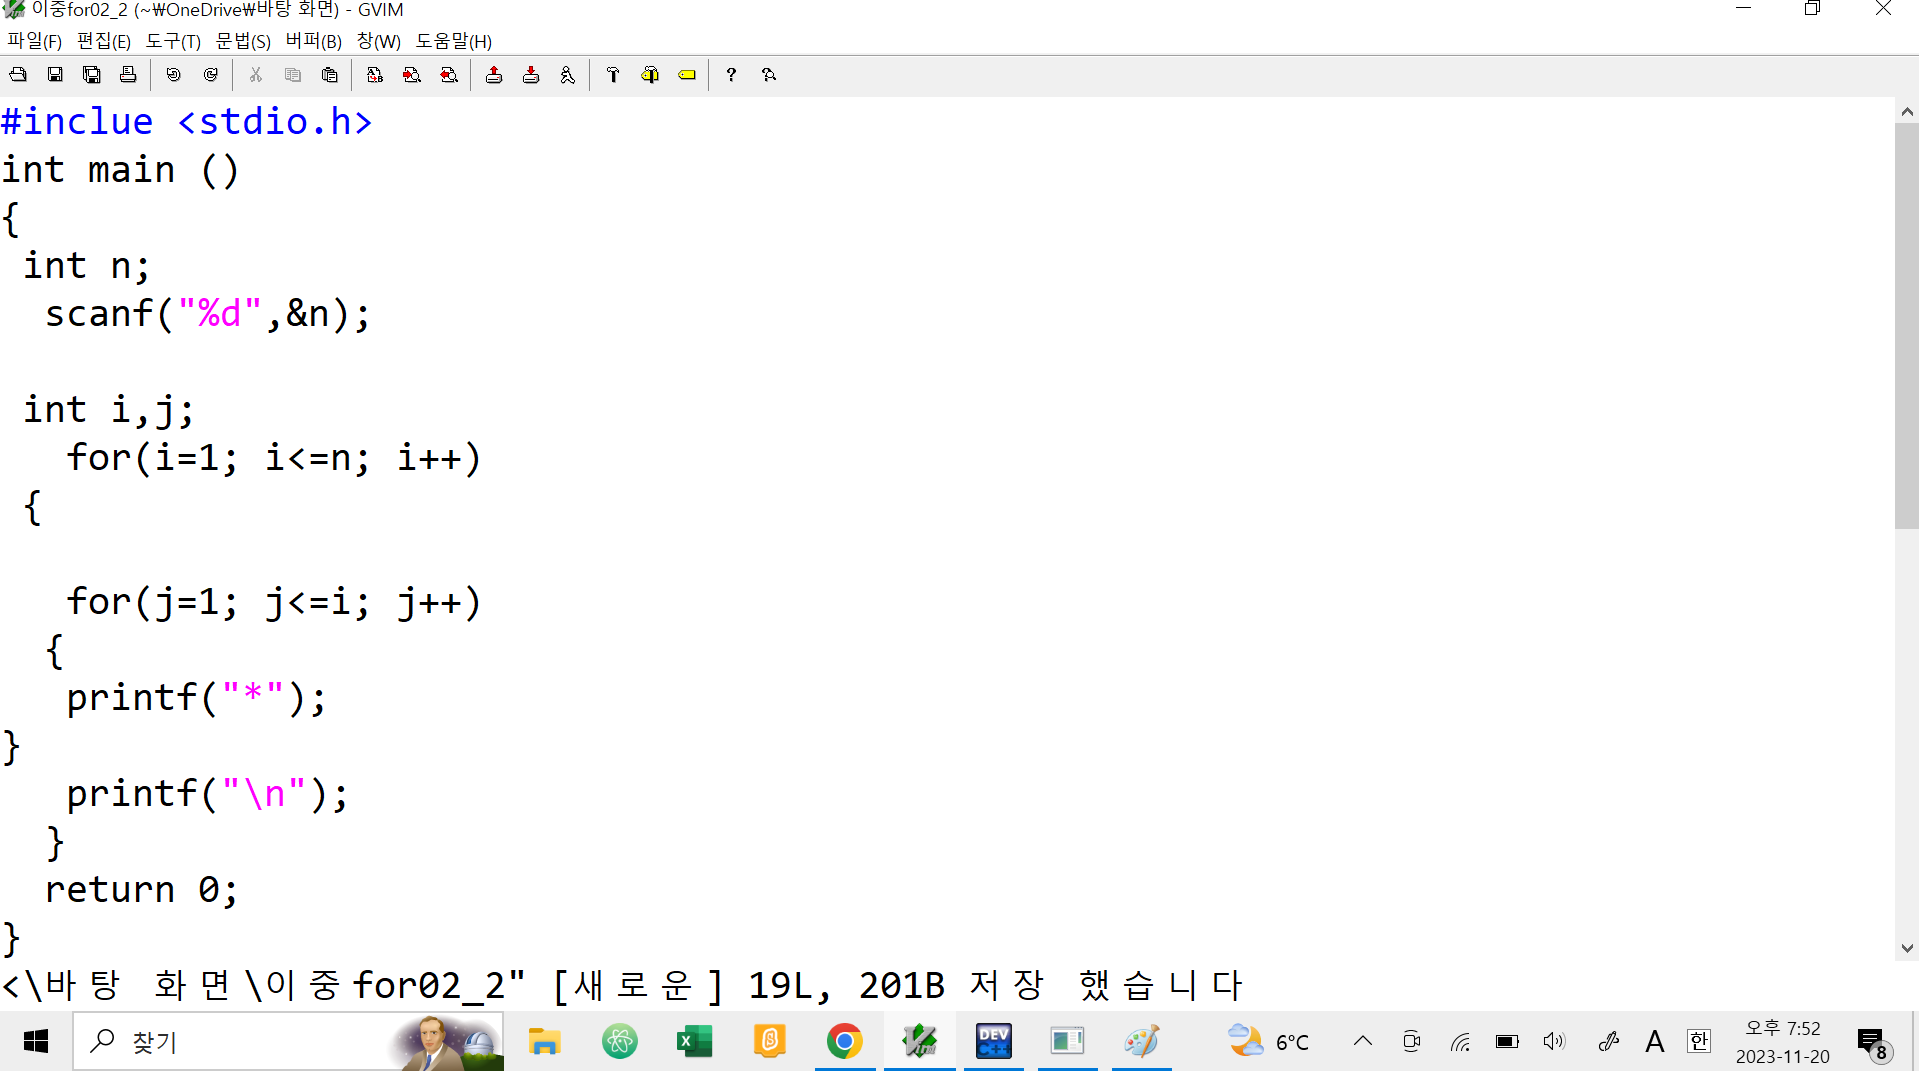 이중for02_2 (~₩OneDrive₩바탕 화면) - GVIM
파일(F) 편집(E) 도구(T) 문법(S) 버퍼(B) 창(W) 도움말(H)
#inclue <stdio.h>
int main ()
{
 int n;
  scanf("%d",&n);

 int i,j;
   for(i=1; i<=n; i++)
 {

   for(j=1; j<=i; j++)
  {
   printf("*");
}
   printf("\n");
  }
  return 0;
}
<\바탕 화면\이중for02_2" [새로운] 19L, 201B 저장 했습니다
찾기
DEV
C++
6°C
A
한
오후 7:52
2023-11-20
8